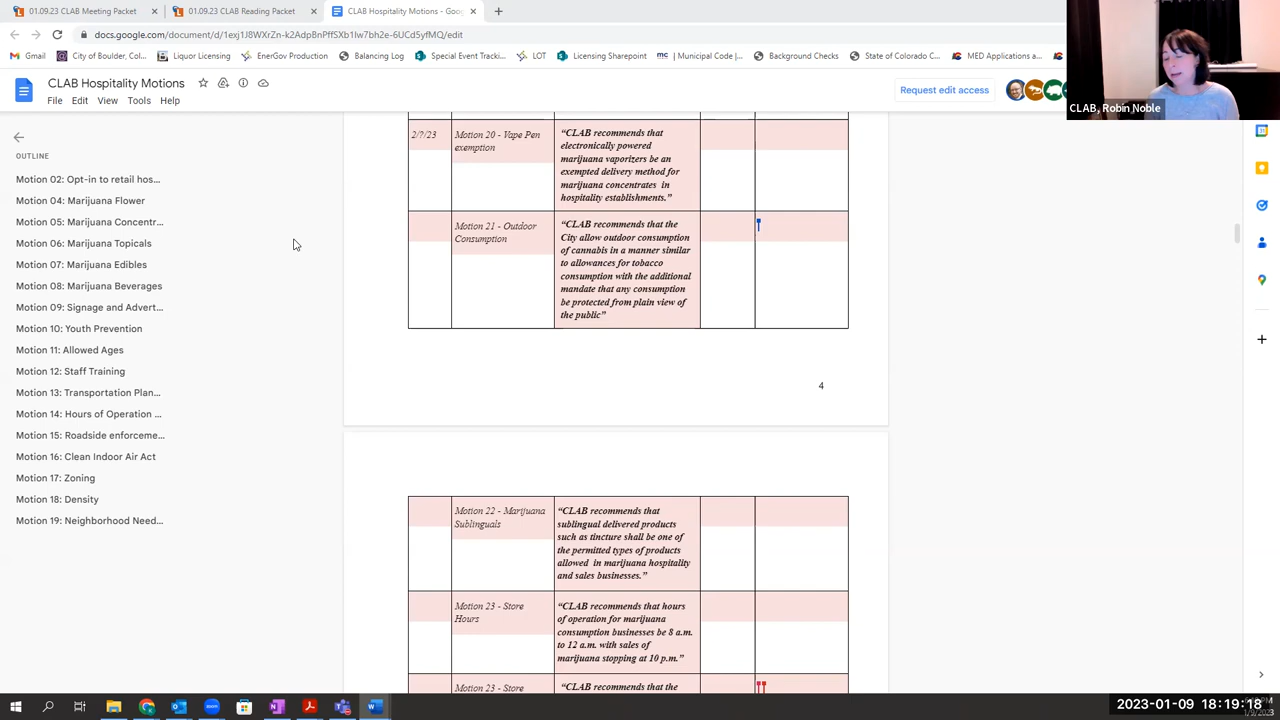 01.09.23 CLAB Meeting Packet
01.09.23 CLAB Reading Packet
CLAB Hospitality Motions - Goo
docs.google.com/document/d/1exj1J8WXrZn-k2AdpBnPffSXb1Iw7bh2e-6UCd5yfMQ/edit
Gmail
City of Boulder, Col...
EnerGov Production
Balancing Log
Special Event Tracki...
LOT
Licensing Sharepoint
Municipal Code |...
Liquor Licensing
Background Checks
State of Colorado C...
MED Applications a
CLAB Hospitality Motions
File Edit View Tools Help
Request edit access
CLAB, Robin Noble
OUTLINE
Motion 02: Opt-in to retail hos...
Motion 04: Marijuana Flower
Motion 05: Marijuana Concentr...
Motion 06: Marijuana Topicals
Motion 07: Marijuana Edibles
Motion 08: Marijuana Beverages
Motion 09: Signage and Advert...
Motion 10: Youth Prevention
Motion 11: Allowed Ages
Motion 12: Staff Training
Motion 13: Transportation Plan...
Motion 14: Hours of Operation ...
Motion 15: Roadside enforceme...
Motion 16: Clean Indoor Air Act
Motion 17: Zoning
Motion 18: Density
Motion 19: Neighborhood Need...
2/?/23
Motion 20 - Vape Pen
exemption
“CLAB recommends that
electronically powered
marijuana vaporizers be an
exempted delivery method for
marijuana concentrates in
hospitality establishments.”
Motion 21 - Outdoor
Consumption
“CLAB recommends that the
City allow outdoor consumption
of cannabis in a manner similar
to allowances for tobacco
consumption with the additional
mandate that any consumption
be protected from plain view of
the public”
4
Motion 22 - Marijuana
Sublinguals
“CLAB recommends that
sublingual delivered products
such as tincture shall be one of
the permitted types of products
allowed in marijuana hospitality
and sales businesses.”
Motion 23 - Store
Hours
“CLAB recommends that hours
of operation for marijuana
consumption businesses be 8 a.m.
to 12 a.m. with sales of
marijuana stopping at 10 p.m.”
Motion 23 - Store
“CLAB recommends that the
2023-01-09 18:19:18